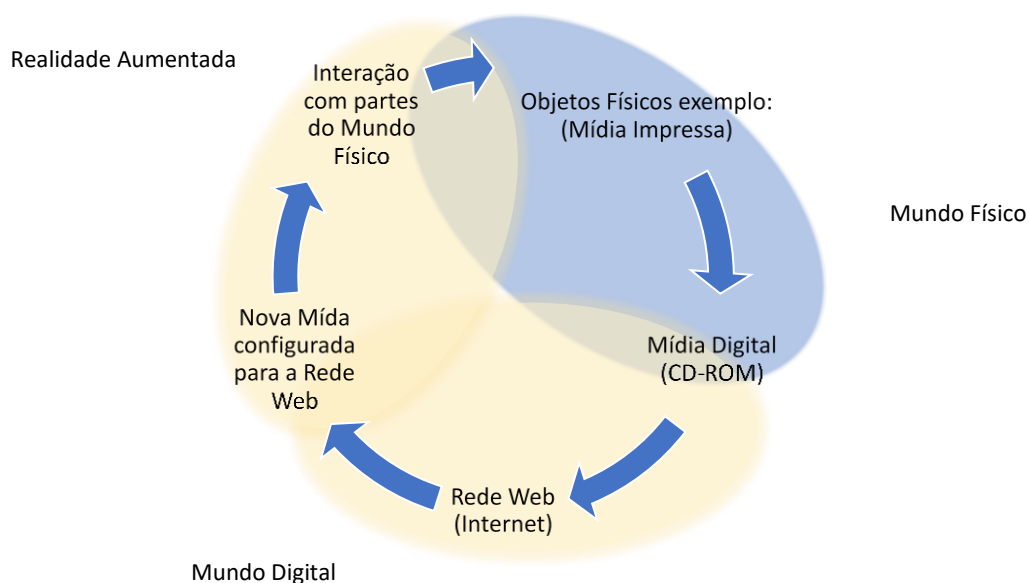 Realidade Aumentada
Interação
com partes
do Mundo
Físico
Objetos Físicos exemplo:
(Mídia Impressa)
Mundo Físico
Nova Mída
configurada
para a Rede
Web
Mídia Digital
(CD-ROM)
Rede Web
(Internet)
Mundo Digital